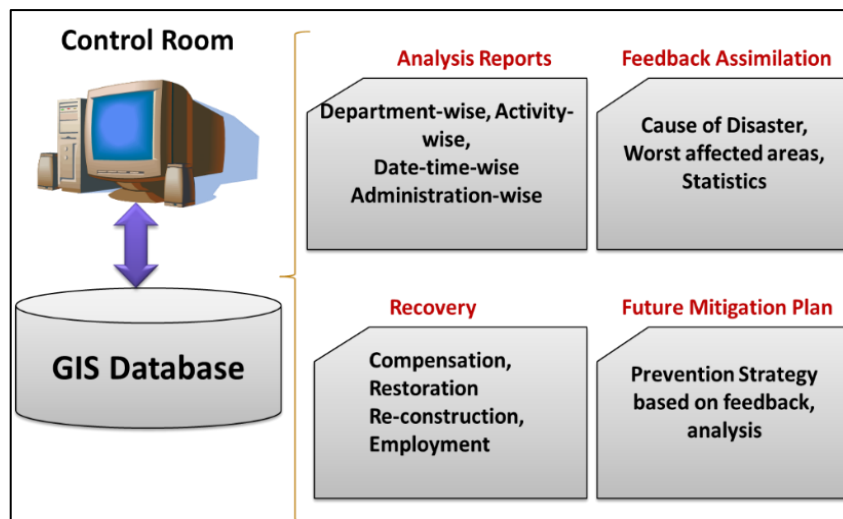 Control Room
GIS Database
Analysis Reports
Department-wise, Activity-
wise,
Date-time-wise
Administration-wise
Feedback Assimilation
Cause of Disaster,
Worst affected areas,
Statistics
Recovery
Compensation,
Restoration
Re-construction,
Employment
Future Mitigation Plan
Prevention Strategy
based on feedback,
analysis